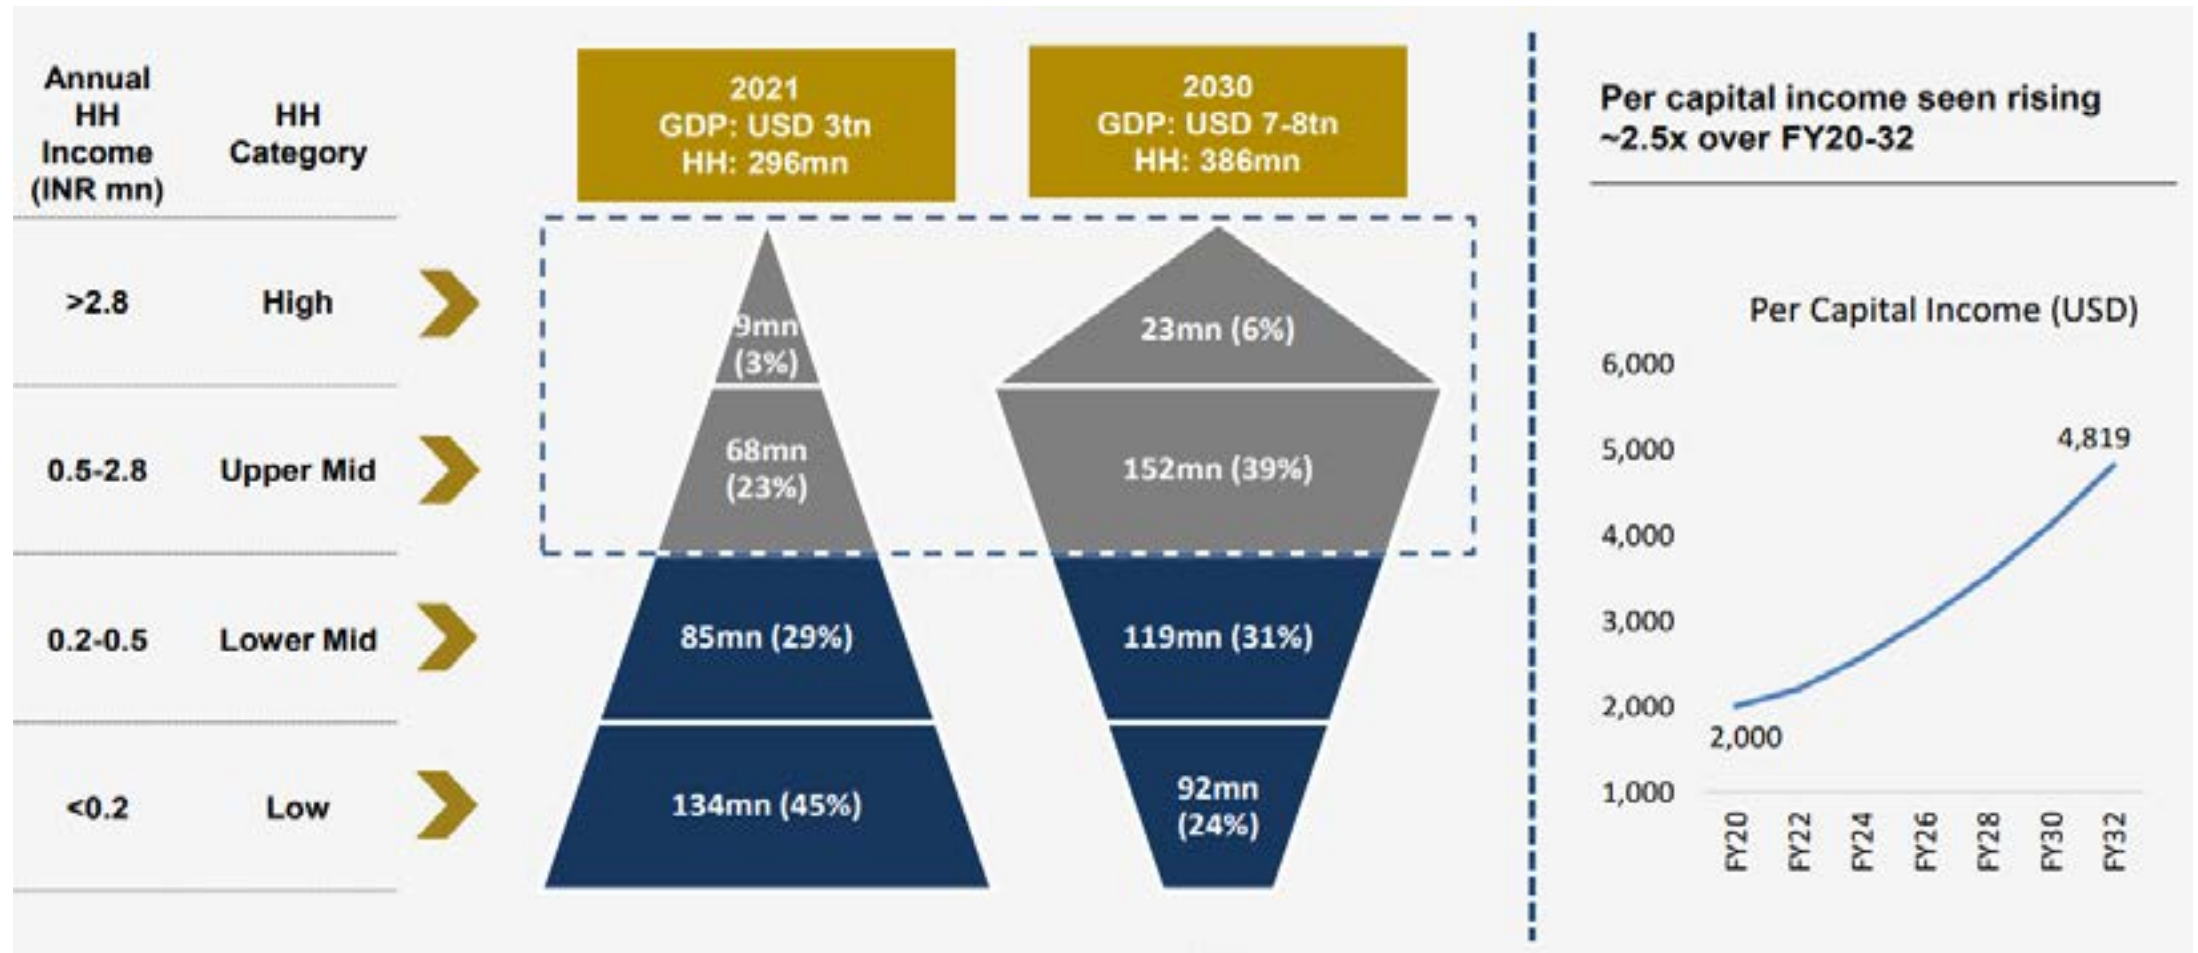 Annual
HH
Income
(INR mn)
HH
Category
2021
GDP: USD 3tn
HH: 296mn
2030
GDP: USD 7-8tn
HH: 386mn
>2.8
High
9mn
(3%)
23mn (6%)
0.5-2.8
Upper Mid
68mn
(23%)
152mn (39%)
0.2-0.5
Lower Mid
85mn (29%)
119mn (31%)
<0.2
Low
134mn (45%)
92mn
(24%)
Per capital income seen rising
~2.5x over FY20-32
Per Capital Income (USD)
6,000
5,000
4,000
3,000
2,000
1,000
4,819
2,000
FY20
FY22
FY24
FY26
FY28
FY30
FY32